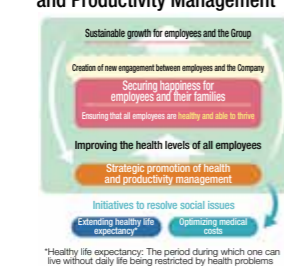 and Productivity Management
Sustainable growth for employees and the Group
Creation of new engagement between employees and the Company
Securing happiness for
employees and their families
Ensuring that all employees are healthy and able to thrive
Improving the health levels of all employees
Strategic promotion of health
and productivity management
Initiatives to resolve social issues
Extending healthy life
expectancy*
Optimizing medical
costs
*Healthy life expectancy: The period during which one can
live without daily life being restricted by health problems